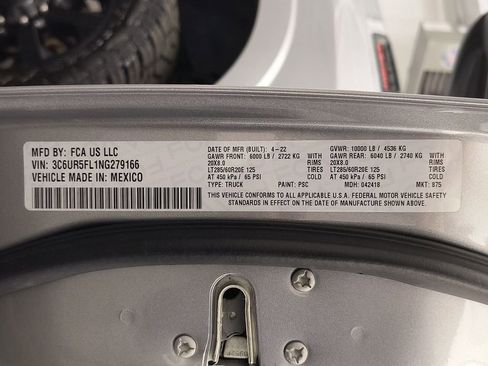 MFD BY: FCA US LLC
VIN: 3C6UR5FL1NG279166
VEHICLE MADE IN: MEXICO
DATE OF MFR (BUILT): 4-22 GVWR: 10000 LB / 4536 KG
GAWR FRONT: 6000 LB / 2722 KG WITH GAWR REAR: 6040 LB / 2740 KG WITH
20X8.0 RIMS 20X8.0 RIMS
LT285/60R20E 125 TIRES LT285/60R20E 125 TIRES
AT 450 kPa / 65 PSI COLD AT 450 kPa / 65 PSI COLD
TYPE: TRUCK PAINT: PSC MDH: 042418 MKT: 875
THIS VEHICLE CONFORMS TO ALL APPLICABLE U.S.A. FEDERAL MOTOR VEHICLE SAFETY
STANDARDS IN EFFECT ON THE DATE OF MANUFACTURE SHOWN ABOVE.